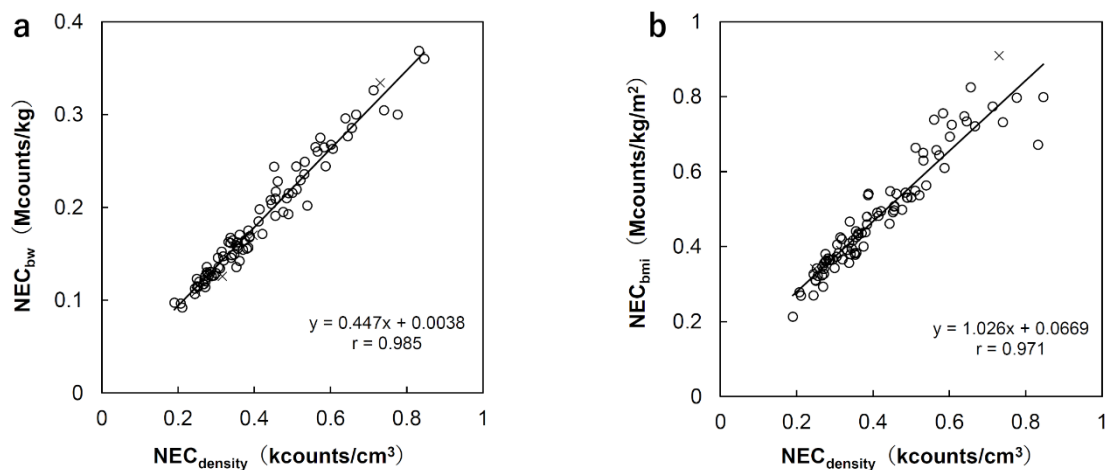 a
0.4
0.3
0.2
0.1
0
NEC_bw （Mcounts/kg）
y = 0.447x + 0.0038
r = 0.985
0 0.2 0.4 0.6 0.8 1
NEC_density （kcounts/cm³）
b
1
0.8
0.6
0.4
0.2
0
NEC_bmi （Mcounts/kg/m²）
y = 1.026x + 0.0669
r = 0.971
0 0.2 0.4 0.6 0.8 1
NEC_density （kcounts/cm³）